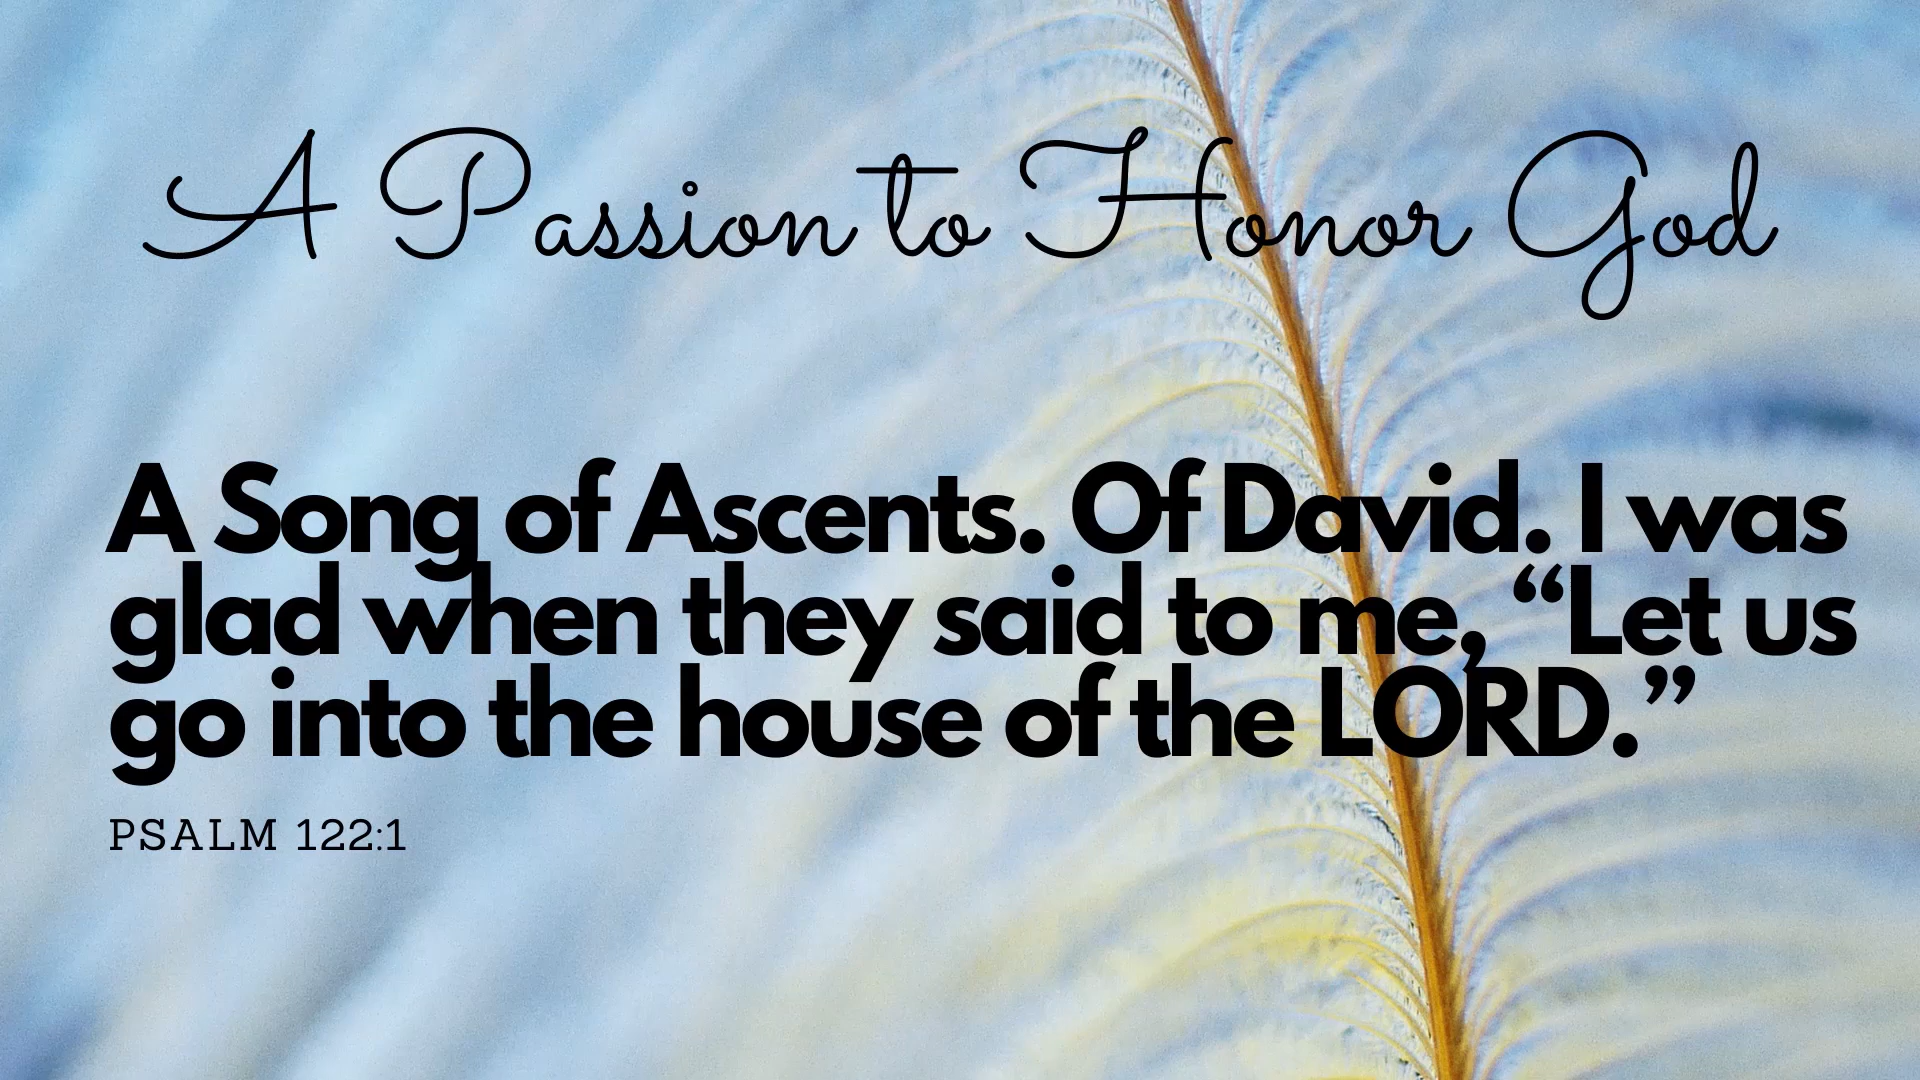 A Passion to Honor God
A Song of Ascents. Of David. I was
glad when they said to me, “Let us
go into the house of the LORD.”
PSALM 122:1